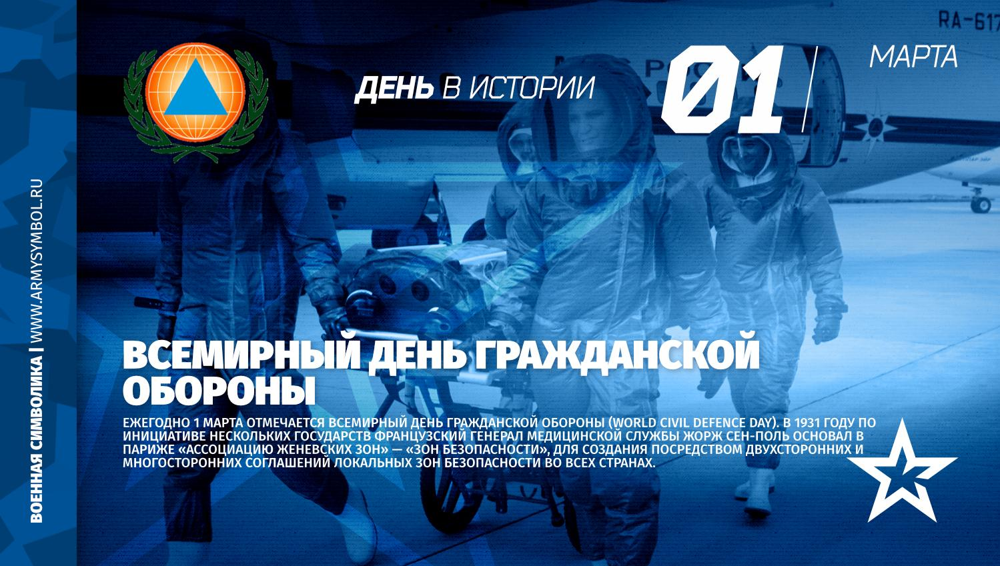 RA-617
МАРТА
01
ДЕНЬ В ИСТОРИИ
ВСЕМИРНЫЙ ДЕНЬ ГРАЖДАНСКОЙ
ОБОРОНЫ
ЕЖЕГОДНО 1 МАРТА ОТМЕЧАЕТСЯ ВСЕМИРНЫЙ ДЕНЬ ГРАЖДАНСКОЙ ОБОРОНЫ (WORLD CIVIL DEFENCE DAY). В 1931 ГОДУ ПО
ИНИЦИАТИВЕ НЕСКОЛЬКИХ ГОСУДАРСТВ ФРАНЦУЗСКИЙ ГЕНЕРАЛ МЕДИЦИНСКОЙ СЛУЖБЫ ЖОРЖ СЕН-ПОЛЬ ОСНОВАЛ В
ПАРИЖЕ «АССОЦИАЦИЮ ЖЕНЕВСКИХ ЗОН» — «ЗОН БЕЗОПАСНОСТИ», ДЛЯ СОЗДАНИЯ ПОСРЕДСТВОМ ДВУХСТОРОННИХ И
МНОГОСТОРОННИХ СОГЛАШЕНИЙ ЛОКАЛЬНЫХ ЗОН БЕЗОПАСНОСТИ ВО ВСЕХ СТРАНАХ.
ВОЕННАЯ СИМВОЛИКА | WWW.ARMYSYMBOL.RU